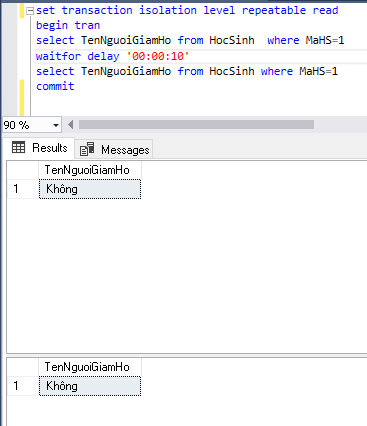 set transaction isolation level repeatable read
begin tran
select TenNguoiGiamHo from HocSinh  where MaHS=1
waitfor delay '00:00:10'
select TenNguoiGiamHo from HocSinh where MaHS=1
commit
90 %
Results Messages
TenNguoiGiamHo
1 Không
TenNguoiGiamHo
1 Không